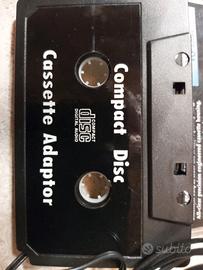 Compact Disc
COMPACT
disc
DIGITAL AUDIO
Cassette Adaptor
subito